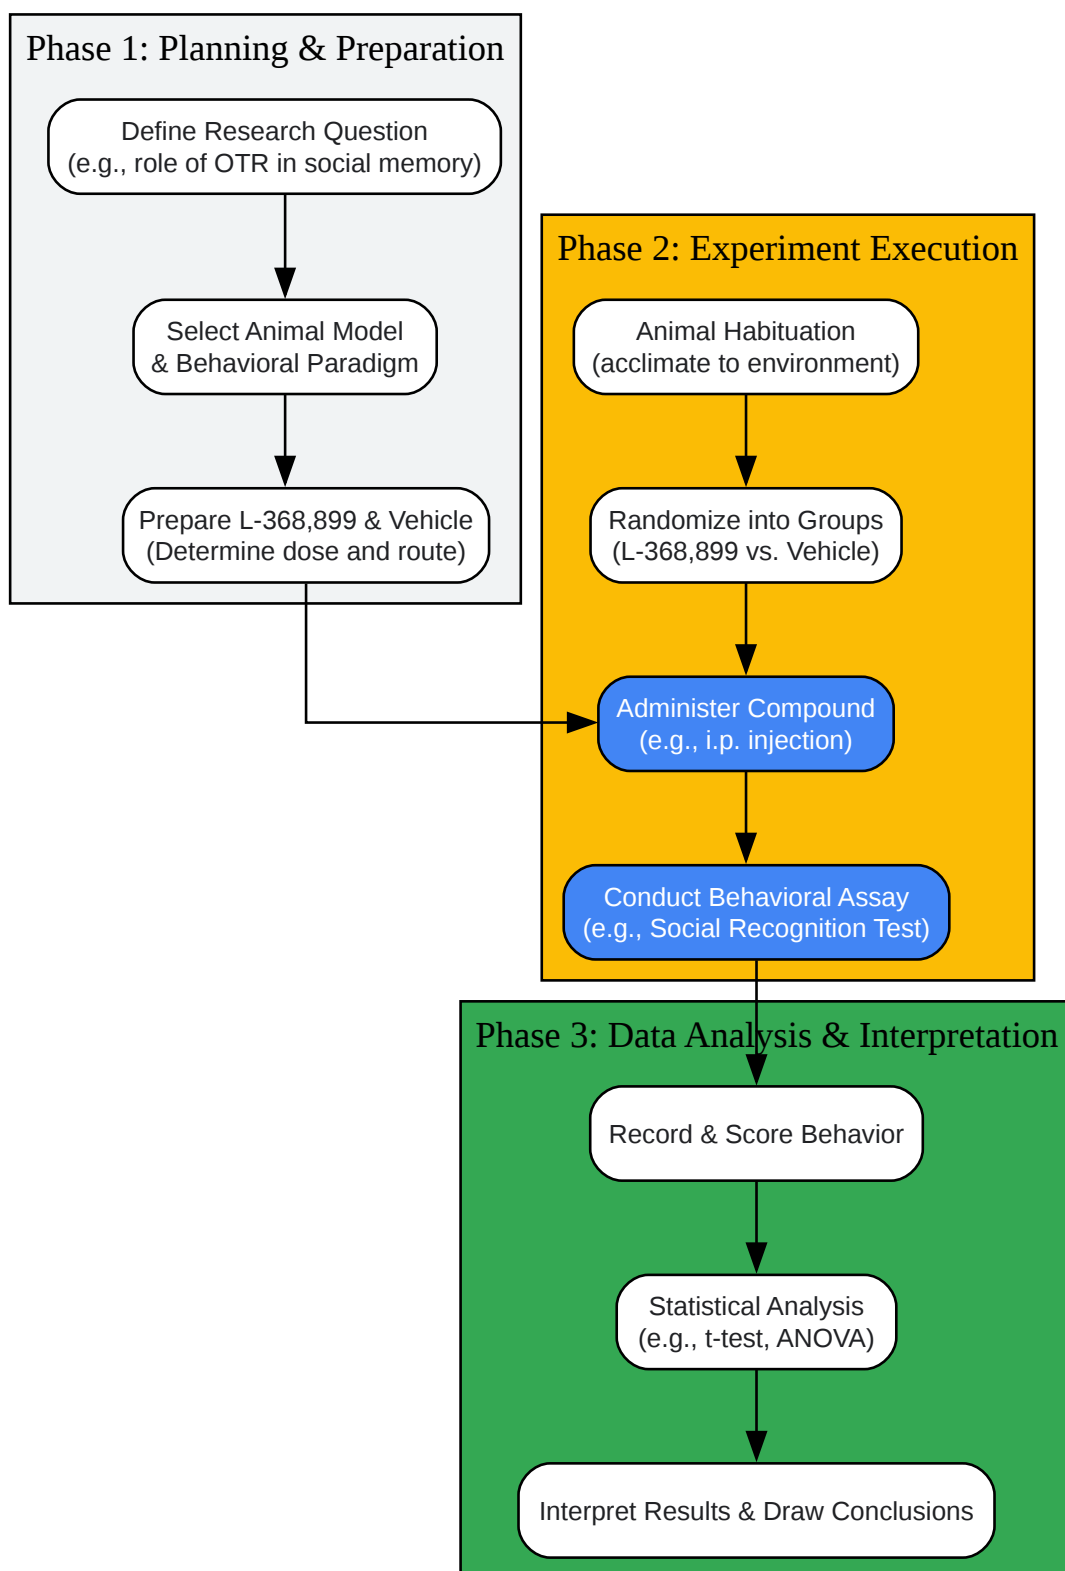 Phase 1: Planning & Preparation
Define Research Question
(e.g., role of OTR in social memory)
Select Animal Model
& Behavioral Paradigm
Prepare L-368,899 & Vehicle
(Determine dose and route)
Phase 2: Experiment Execution
Animal Habituation
(acclimate to environment)
Randomize into Groups
(L-368,899 vs. Vehicle)
Administer Compound
(e.g., i.p. injection)
Conduct Behavioral Assay
(e.g., Social Recognition Test)
Phase 3: Data Analysis & Interpretation
Record & Score Behavior
Statistical Analysis
(e.g., t-test, ANOVA)
Interpret Results & Draw Conclusions